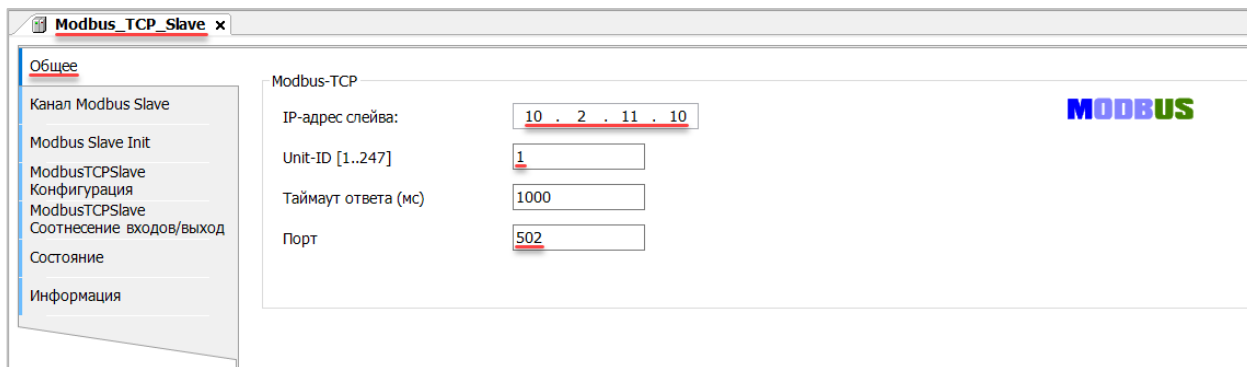 Modbus_TCP_Slave x
Общее
Канал Modbus Slave
Modbus Slave Init
ModbusTCPSlave
Конфигурация
ModbusTCPSlave
Соотнесение входов/выход
Состояние
Информация
Modbus-TCP
IP-адрес слейва: 10 . 2 . 11 . 10
Unit-ID [1..247] 1
Таймаут ответа (мс) 1000
Порт 502
MODBUS